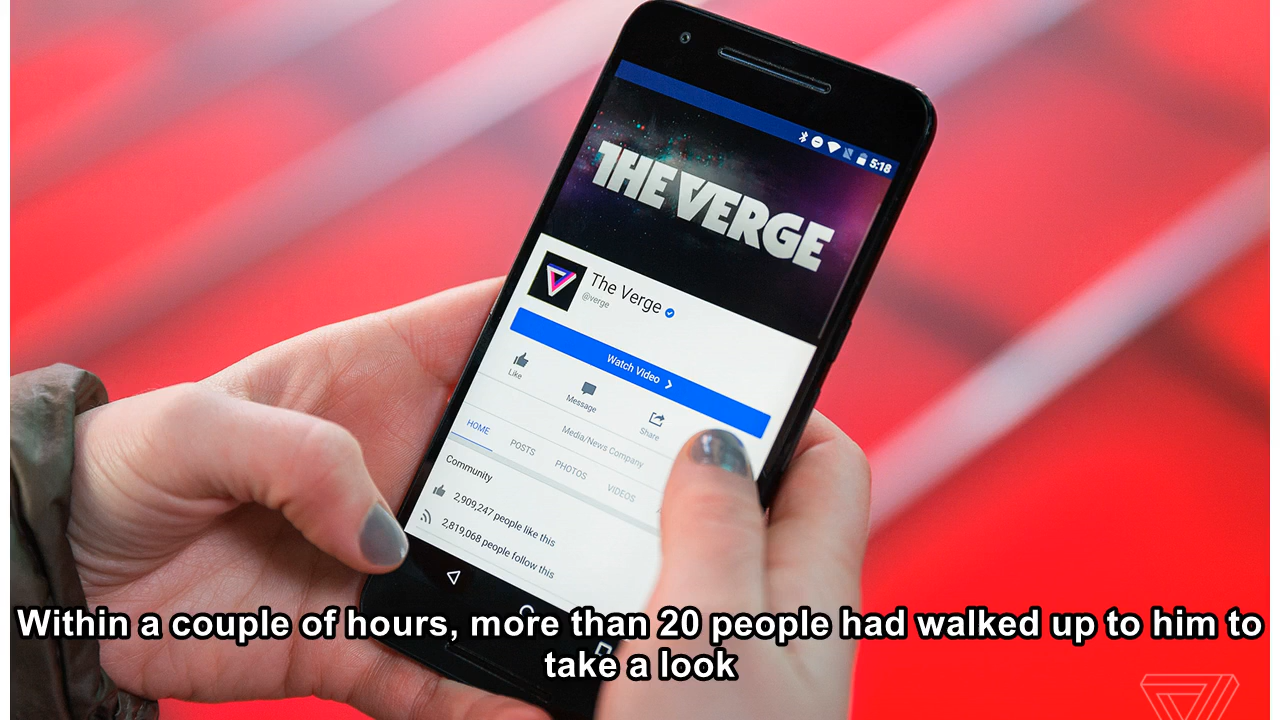 5:18
THE VERGE
The Verge
@verge
Watch Video
Like
Message
Share
Media/News Company
HOME POSTS PHOTOS VIDEOS
Community
2,909,247 people like this
2,819,068 people follow this
Within a couple of hours, more than 20 people had walked up to him to
take a look